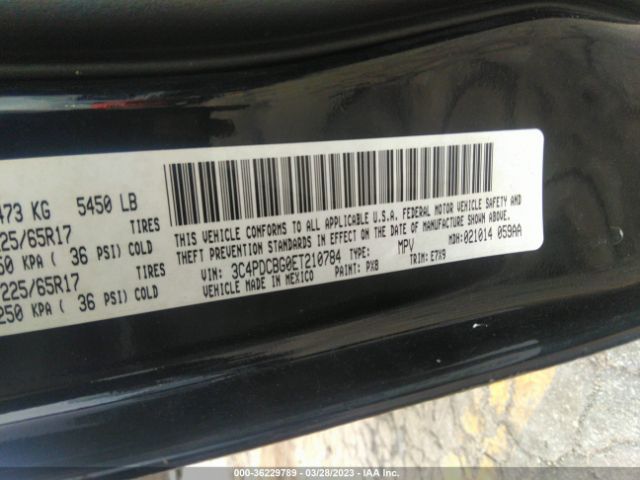 473 KG 5450 LB
225/65R17 TIRES
250 KPA ( 36 PSI) COLD
225/65R17 TIRES
250 KPA ( 36 PSI) COLD
THIS VEHICLE CONFORMS TO ALL APPLICABLE U.S.A. FEDERAL MOTOR VEHICLE SAFETY AND
THEFT PREVENTION STANDARDS IN EFFECT ON THE DATE OF MANUFACTURE SHOWN ABOVE.
VIN: 3C4PDCBG0ET210784 TYPE: MPV MDH:021014 059AA
VEHICLE MADE IN MEXICO PAINT: PX8 TRIM: E7X9
000-36229789 - 03/28/2023 - IAA Inc.